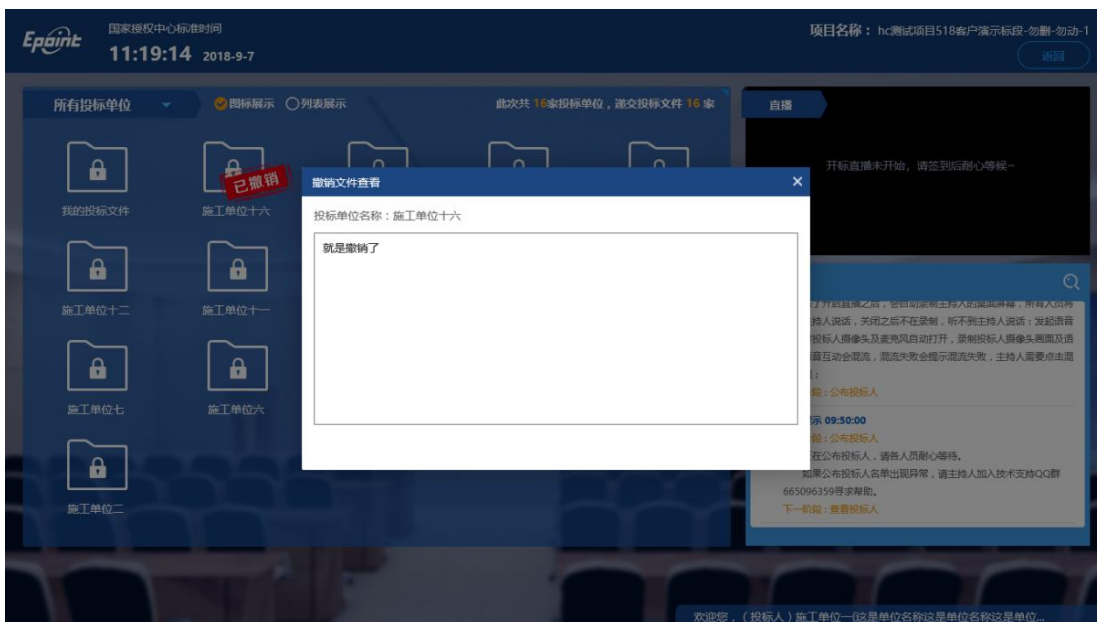 Epoint
国家授权中心标准时间
11:19:14 2018-9-7
项目名称：hc测试项目518客户演示标段-勿删-勿动-1
返回
所有投标单位
图标展示
列表展示
此次共 16家投标单位，递交投标文件 16 家
直播
开标直播未开始，请签到后耐心等候~
我的投标文件
已撤销
施工单位十六
施工单位十二
施工单位十一
施工单位七
施工单位六
施工单位二
撤销文件查看
投标单位名称：施工单位十六
就是撤销了
持人说话，关闭之后不在录制，听不到主持人说话；发起语音
投标人摄像头及麦克风自动打开，录制投标人摄像头画面及语
音互动会混流，混流失败会提示混流失败，主持人需要点击混
：
段：公布投标人
示 09:50:00
段：公布投标人
在公布投标人，请各人员耐心等待。
如果公布投标人名单出现异常，请主持人加入技术支持QQ群
665096359寻求帮助。
下一阶段：查看投标人
欢迎您，（投标人）施工单位一(这是单位名称这是单位名称这是单位...